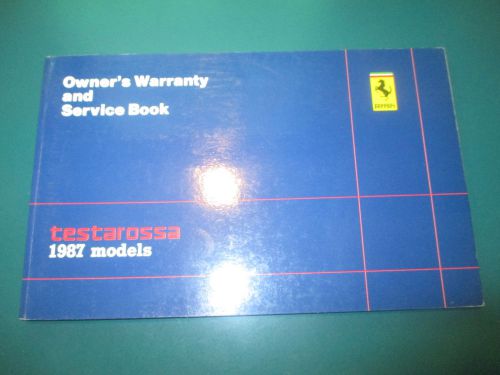 Owner's Warranty
and
Service Book
Ferrari
testarossa
1987 models